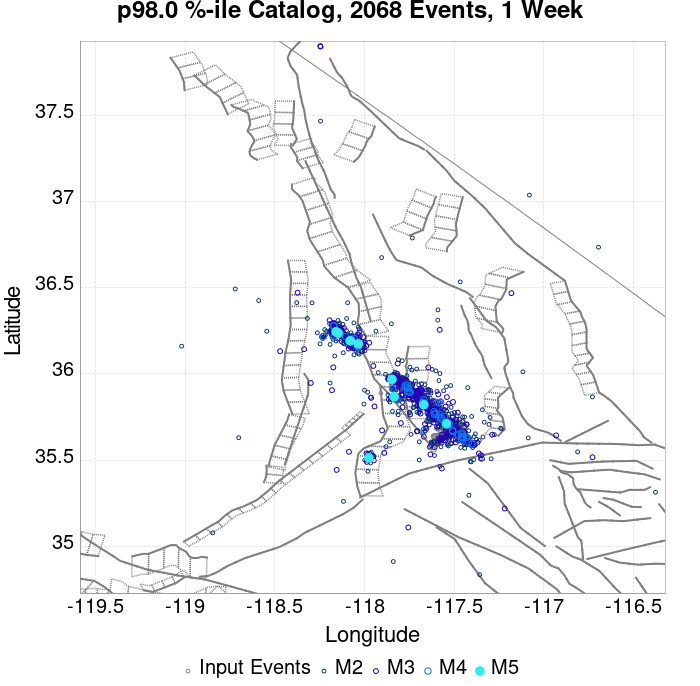 p98.0 %-ile Catalog, 2068 Events, 1 Week
Latitude
37.5
37
36.5
36
35.5
35
-119.5 -119 -118.5 -118 -117.5 -117 -116.5
Longitude
Input Events M2 M3 M4 M5